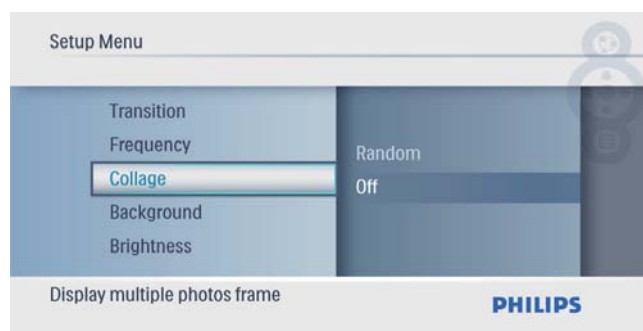 Setup Menu
Transition
Frequency
Collage
Background
Brightness
Random
Off
Display multiple photos frame
PHILIPS